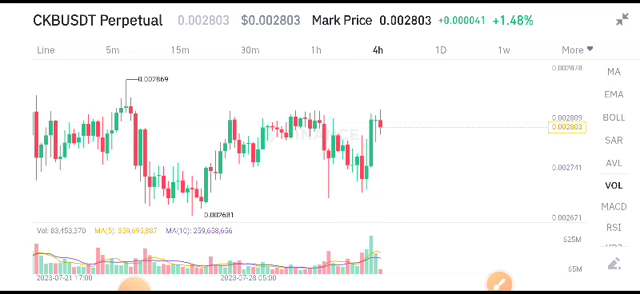 CKBUSDT Perpetual 0.002803 $0.002803 Mark Price 0.002803 +0.000041 +1.48%
Line 5m 15m 30m 1h 4h 1D 1w More
0.002878
MA
0.002869
EMA
BOLL
0.002809
0.002803
SAR
AVL
0.002741
VOL
0.002681
0.002671
MACD
Vol: 83,453,370 MA(5): 359,695,887 MA(10): 259,658,656
RSI
625M
65M
2023-07-21 17:00 2023-07-28 05:00